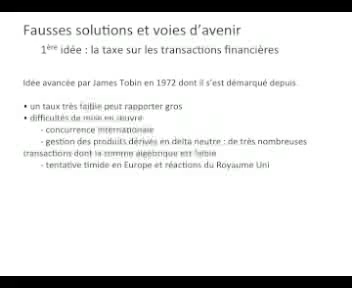 Fausses solutions et voies d'avenir
1ère idée : la taxe sur les transactions financières
Idée avancée par James Tobin en 1972 dont il s'est démarqué depuis.
• un taux très faible peut rapporter gros
• difficultés de mise en œuvre
- concurrence internationale
- gestion des produits dérivés en delta neutre : de très nombreuses
transactions dont la somme algébrique est faible
- tentative timide en Europe et réactions du Royaume Uni